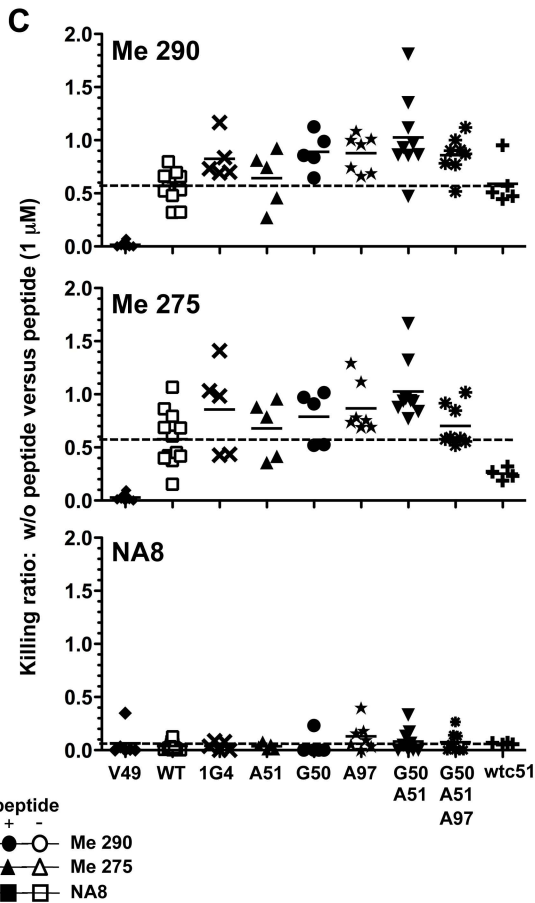 C
Killing ratio: w/o peptide versus peptide (1 µM)
Me 290
2.0
1.5
1.0
0.5
0.0
Me 275
2.0
1.5
1.0
0.5
0.0
NA8
2.0
1.5
1.0
0.5
0.0
V49 WT 1G4 A51 G50 A97 G50 G50 wtc51
A51 A51
A97
peptide
+ -
Me 290
Me 275
NA8